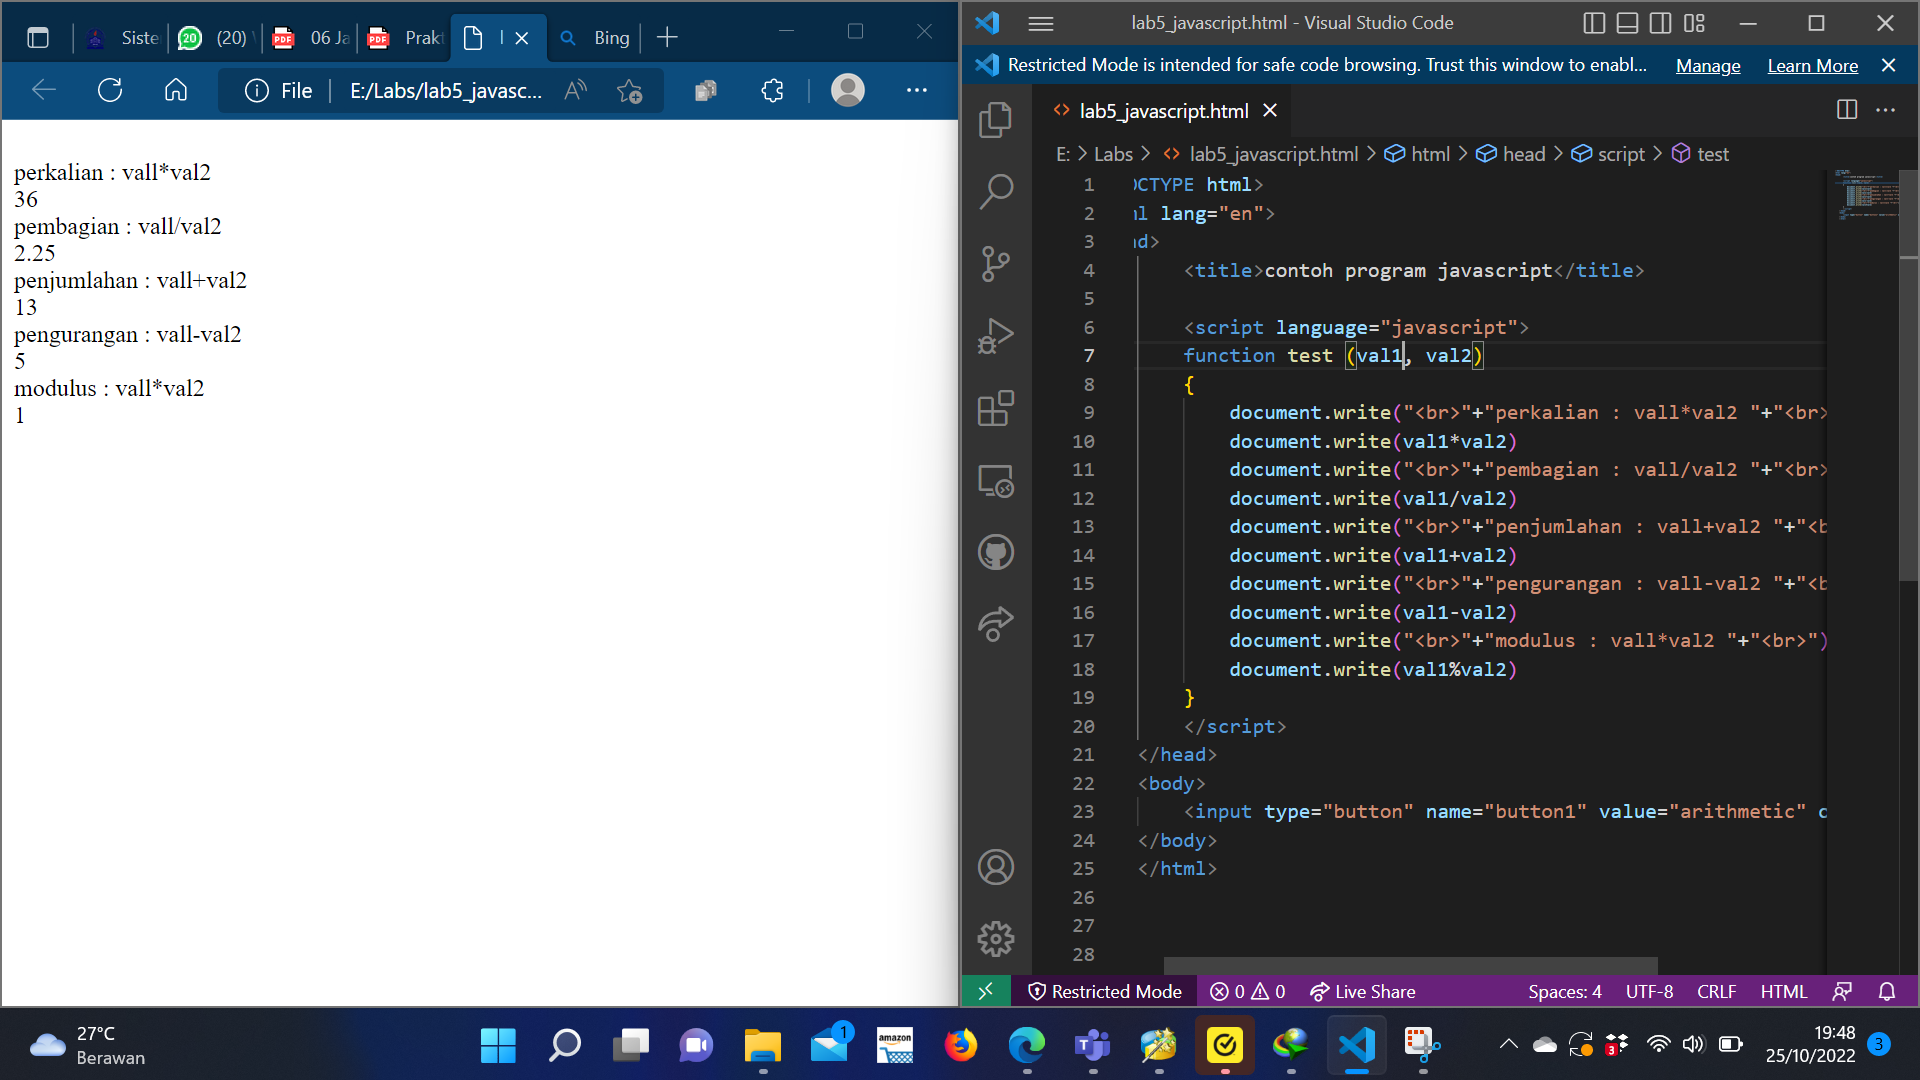 Siste
(20)
06 Ja
Prakt
Bing
File
E:/Labs/lab5_javasc...
perkalian : vall*val2
36
pembagian : vall/val2
2.25
penjumlahan : vall+val2
13
pengurangan : vall-val2
5
modulus : vall*val2
1
lab5_javascript.html - Visual Studio Code
Restricted Mode is intended for safe code browsing. Trust this window to enabl... Manage Learn More
lab5_javascript.html
E: > Labs > lab5_javascript.html > html > head > script > test
1 OCTYPE html>
2 ml lang="en">
3 ad>
4 <title>contoh program javascript</title>
5
6 <script language="javascript">
7 function test (val1, val2)
8 {
9 document.write("<br>"+"perkalian : vall*val2 "+"<br>
10 document.write(val1*val2)
11 document.write("<br>"+"pembagian : vall/val2 "+"<br>
12 document.write(val1/val2)
13 document.write("<br>"+"penjumlahan : vall+val2 "+"<b
14 document.write(val1+val2)
15 document.write("<br>"+"pengurangan : vall-val2 "+"<b
16 document.write(val1-val2)
17 document.write("<br>"+"modulus : vall*val2 "+"<br>")
18 document.write(val1%val2)
19 }
20 </script>
21 </head>
22 <body>
23 <input type="button" name="button1" value="arithmetic" o
24 </body>
25 </html>
26
27
28
Restricted Mode 0 0 Live Share Spaces: 4 UTF-8 CRLF HTML
27°C
Berawan
1
amazon
3
19:48
25/10/2022
3